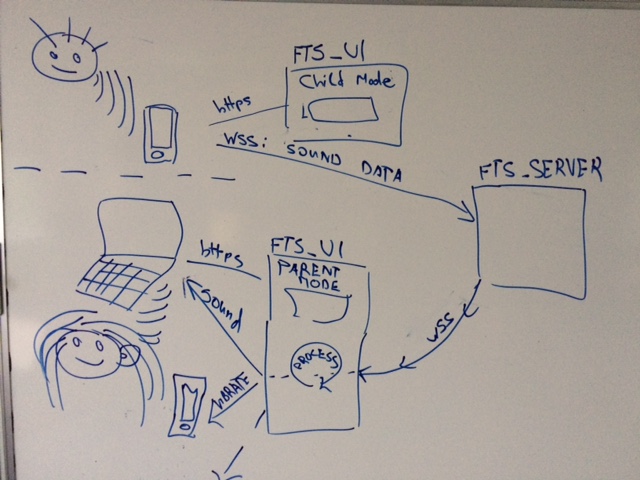 FTS_UI
Child Mode
https
WSS: SOUND DATA
FTS_SERVER
https
FTS_UI
PARENT
MODE
SOUND
WSS
PROCESS
VIBRATE